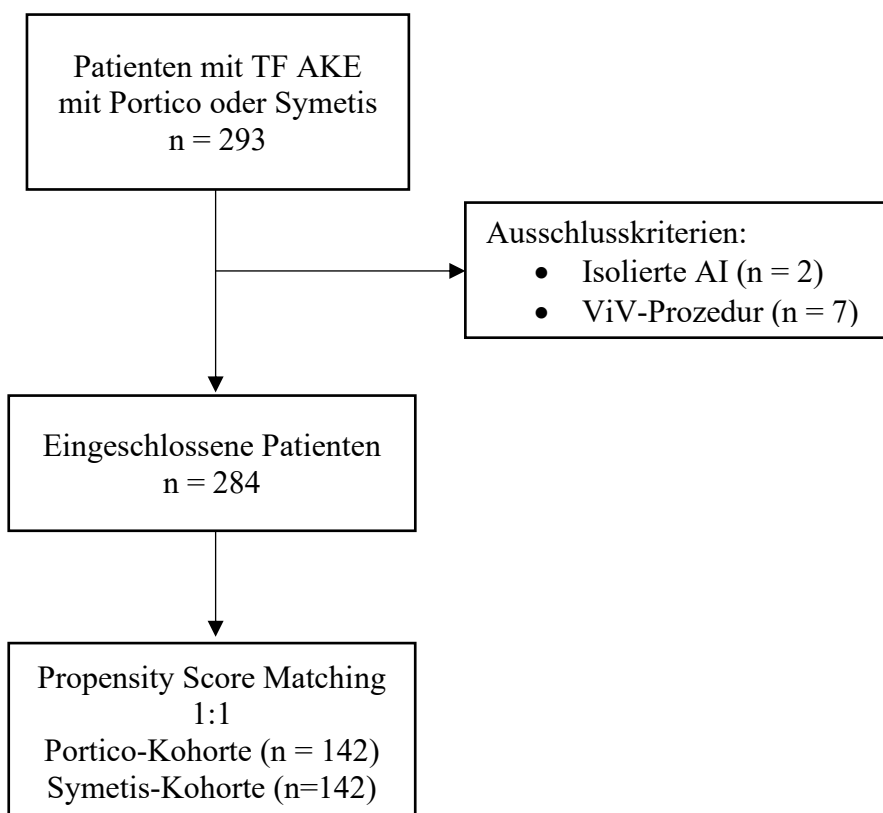 Patienten mit TF AKE
mit Portico oder Symetis
n = 293
Ausschlusskriterien:
• Isolierte AI (n = 2)
• ViV-Prozedur (n = 7)
Eingeschlossene Patienten
n = 284
Propensity Score Matching
1:1
Portico-Kohorte (n = 142)
Symetis-Kohorte (n=142)